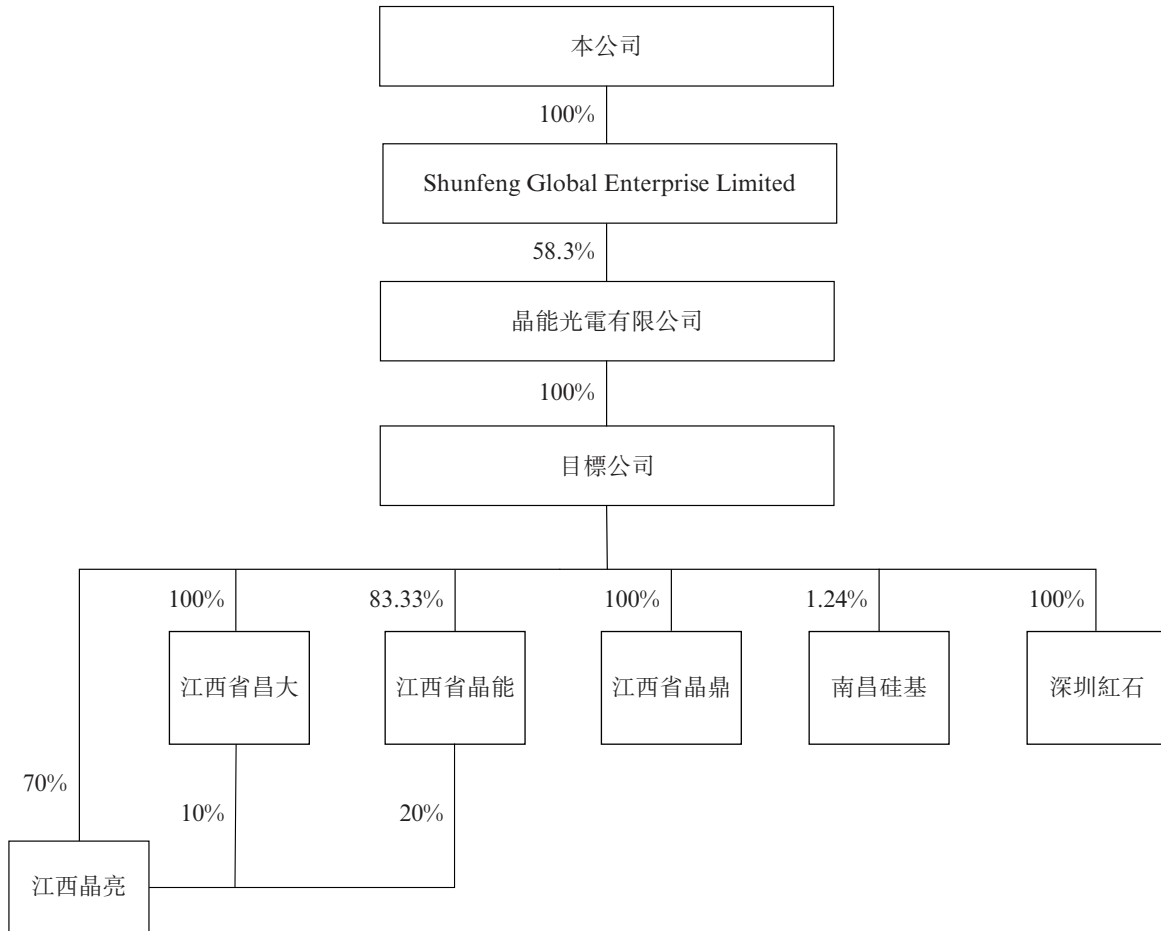 本公司
100%
Shunfeng Global Enterprise Limited
58.3%
晶能光電有限公司
100%
目標公司
100%
83.33%
100%
1.24%
100%
江西省昌大
江西省晶能
江西省晶鼎
南昌硅基
深圳紅石
70%
10%
20%
江西晶亮